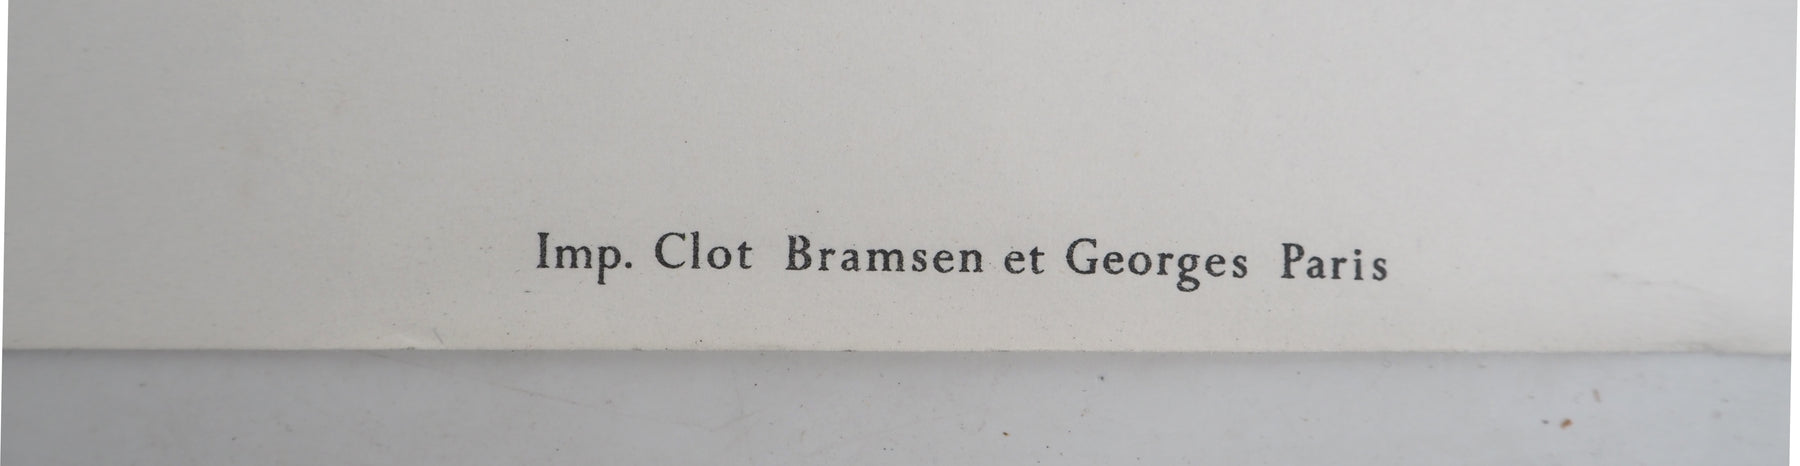 Imp. Clot Bramsen et Georges Paris